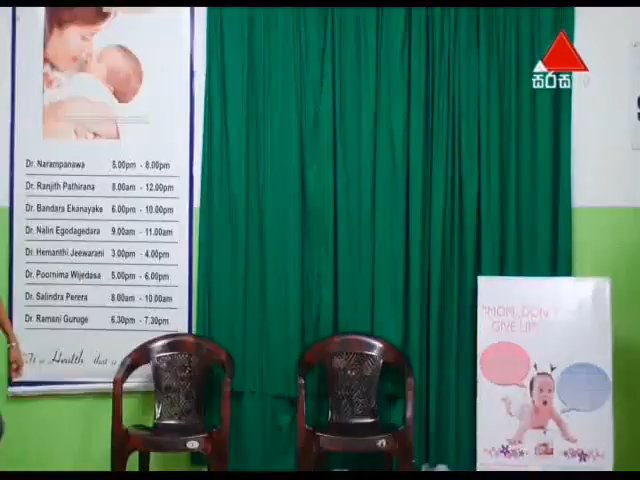 සිරස
Dr. Narampanawa 5.00pm - 8.00pm
Dr. Ranjith Pathirana 8.00am - 12.00pm
Dr. Bandara Ekanayake 6.00pm - 10.00pm
Dr. Nalin Egodagedara 9.00am - 11.00am
Dr. Hemanthi Jeewarani 3.00pm - 4.00pm
Dr. Poornima Wijedasa 5.00pm - 6.00pm
Dr. Salindra Perera 8.00am - 10.00am
Dr. Ramani Guruge 6.30pm - 7.30pm
Health that is
"MOM, DON'T
GIVE UP!"